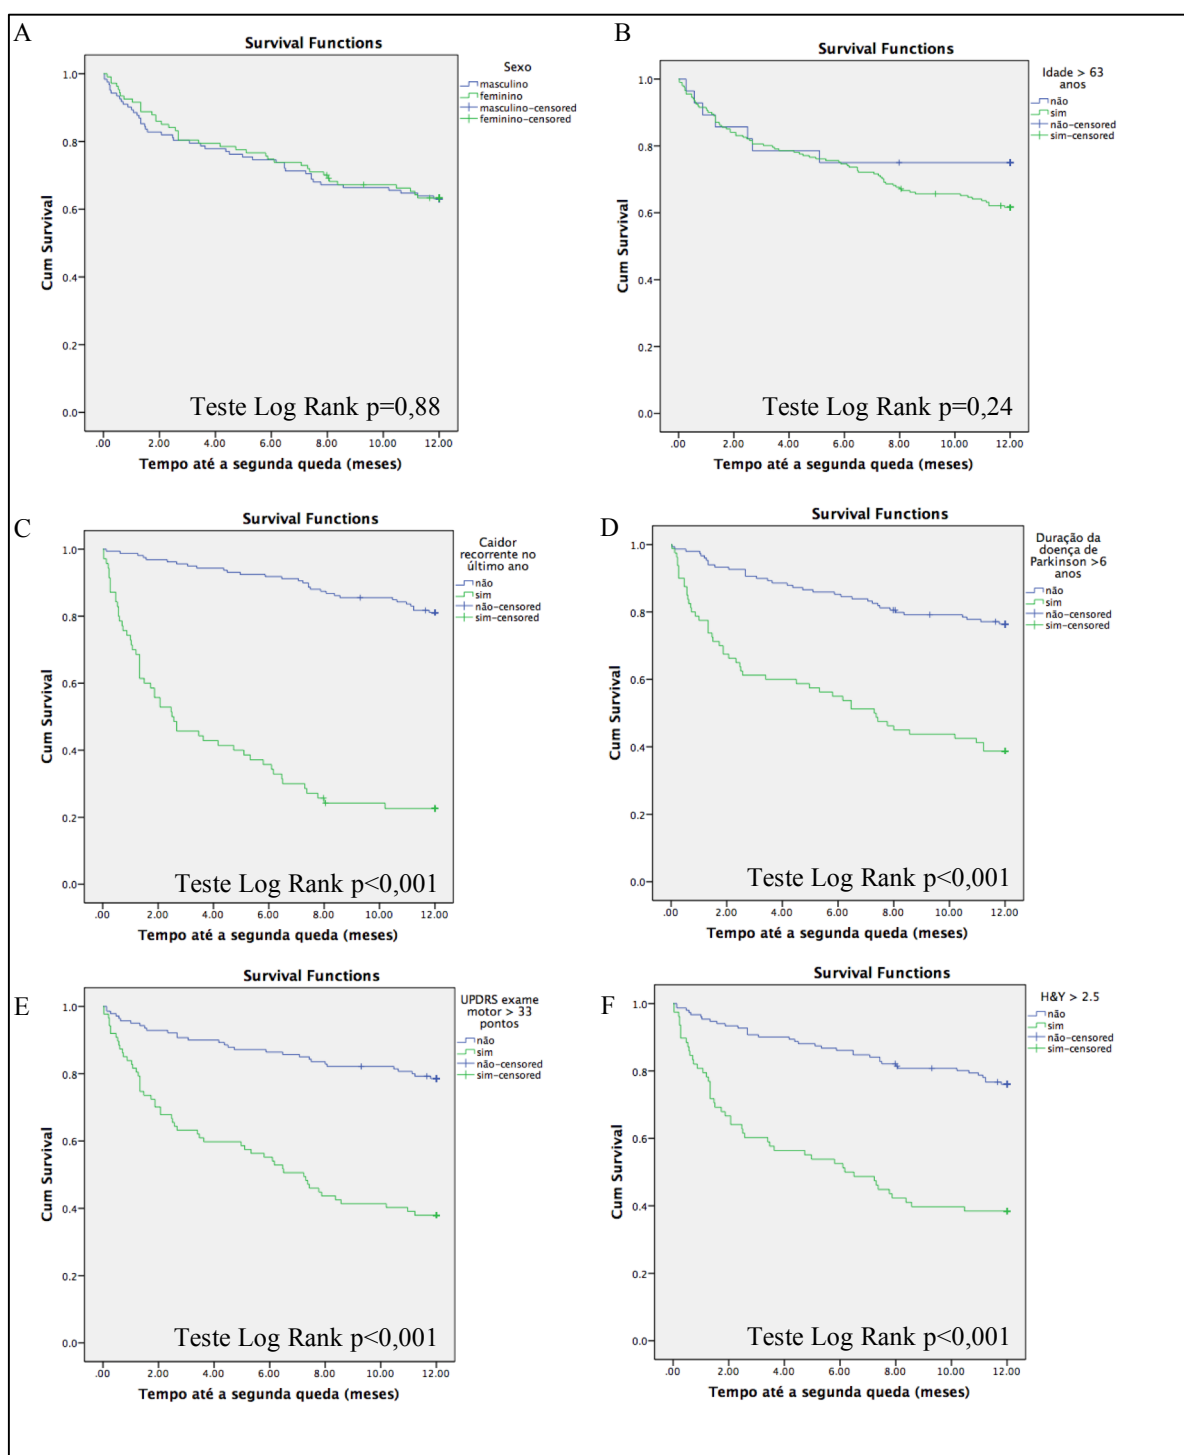 A
Survival Functions
Sexo
masculino
feminino
masculino-censored
feminino-censored
1.0
0.8
0.6
0.4
0.2
0.0
Cum Survival
Teste Log Rank p=0,88
.00 2.00 4.00 6.00 8.00 10.00 12.00
Tempo até a segunda queda (meses)
B
Survival Functions
Idade > 63
anos
não
sim
não-censored
sim-censored
1.0
0.8
0.6
0.4
0.2
0.0
Cum Survival
Teste Log Rank p=0,24
.00 2.00 4.00 6.00 8.00 10.00 12.00
Tempo até a segunda queda (meses)
C
Survival Functions
Caidor
recorrente no
último ano
não
sim
não-censored
sim-censored
1.0
0.8
0.6
0.4
0.2
0.0
Cum Survival
Teste Log Rank p<0,001
.00 2.00 4.00 6.00 8.00 10.00 12.00
Tempo até a segunda queda (meses)
D
Survival Functions
Duração da
doença de
Parkinson >6
anos
não
sim
não-censored
sim-censored
1.0
0.8
0.6
0.4
0.2
0.0
Cum Survival
Teste Log Rank p<0,001
.00 2.00 4.00 6.00 8.00 10.00 12.00
Tempo até a segunda queda (meses)
E
Survival Functions
UPDRS exame
motor > 33
pontos
não
sim
não-censored
sim-censored
1.0
0.8
0.6
0.4
0.2
0.0
Cum Survival
Teste Log Rank p<0,001
.00 2.00 4.00 6.00 8.00 10.00 12.00
Tempo até a segunda queda (meses)
F
Survival Functions
H&Y > 2.5
não
sim
não-censored
sim-censored
1.0
0.8
0.6
0.4
0.2
0.0
Cum Survival
Teste Log Rank p<0,001
.00 2.00 4.00 6.00 8.00 10.00 12.00
Tempo até a segunda queda (meses)